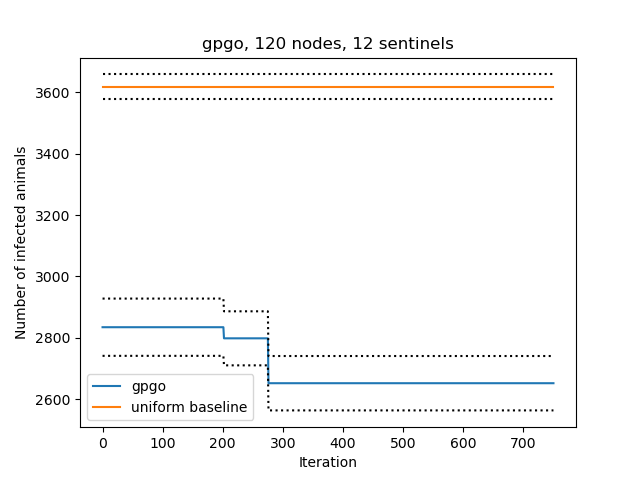 gpgo, 120 nodes, 12 sentinels
Number of infected animals
3600
3400
3200
3000
2800
2600
gpgo
uniform baseline
0 100 200 300 400 500 600 700
Iteration